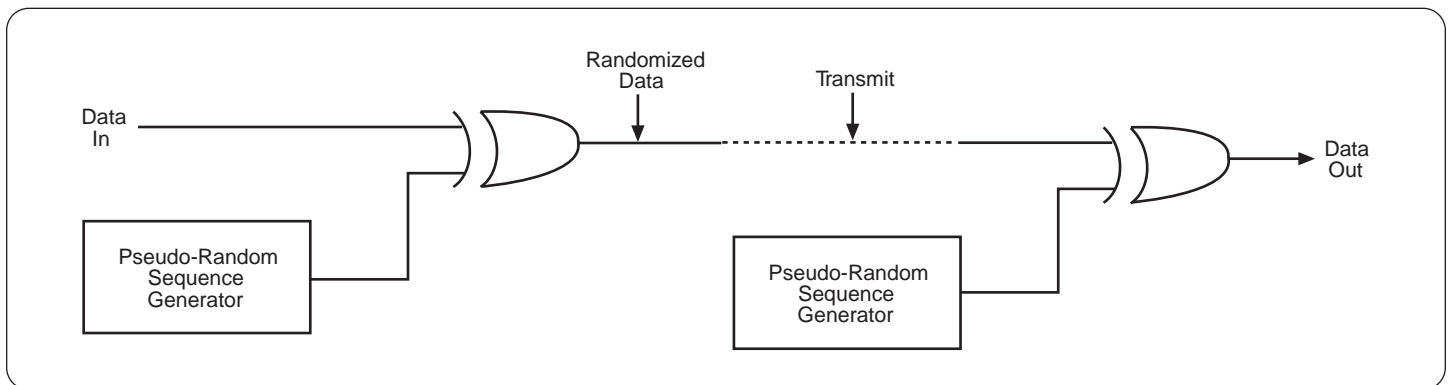 Randomized
Data
Transmit
Data
In
Data
Out
Pseudo-Random
Sequence
Generator
Pseudo-Random
Sequence
Generator